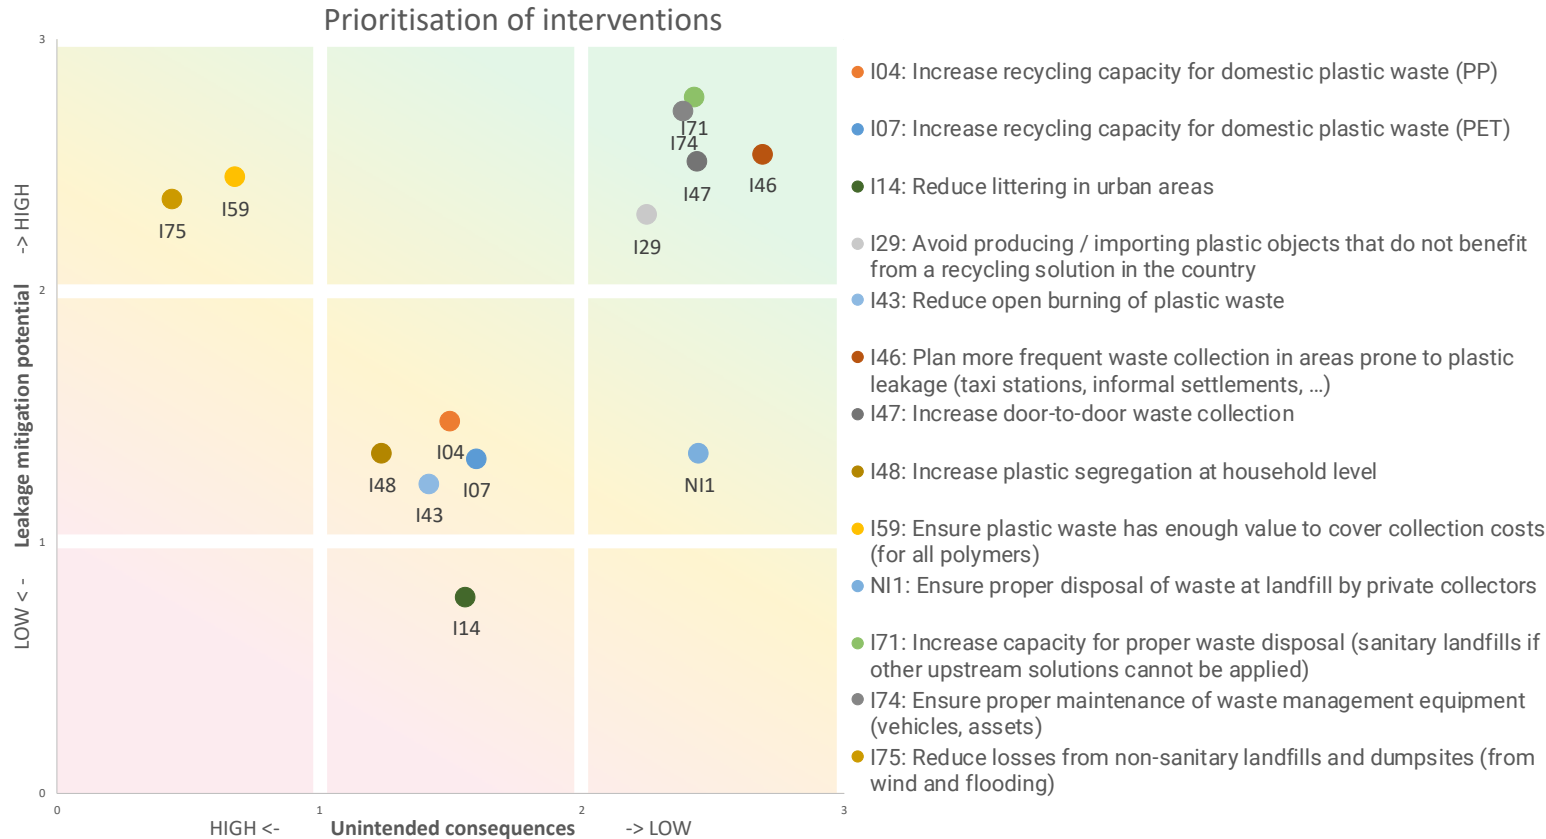 Prioritisation of interventions
3
2
1
0
0
1
2
3
LOW < -
Leakage mitigation potential
-> HIGH
HIGH <-
Unintended consequences
-> LOW
I71
I74
I47
I46
I29
I59
I75
I04
I48
I07
I43
NI1
I14
I04: Increase recycling capacity for domestic plastic waste (PP)
I07: Increase recycling capacity for domestic plastic waste (PET)
I14: Reduce littering in urban areas
I29: Avoid producing / importing plastic objects that do not benefit
from a recycling solution in the country
I43: Reduce open burning of plastic waste
I46: Plan more frequent waste collection in areas prone to plastic
leakage (taxi stations, informal settlements, …)
I47: Increase door-to-door waste collection
I48: Increase plastic segregation at household level
I59: Ensure plastic waste has enough value to cover collection costs
(for all polymers)
NI1: Ensure proper disposal of waste at landfill by private collectors
I71: Increase capacity for proper waste disposal (sanitary landfills if
other upstream solutions cannot be applied)
I74: Ensure proper maintenance of waste management equipment
(vehicles, assets)
I75: Reduce losses from non-sanitary landfills and dumpsites (from
wind and flooding)